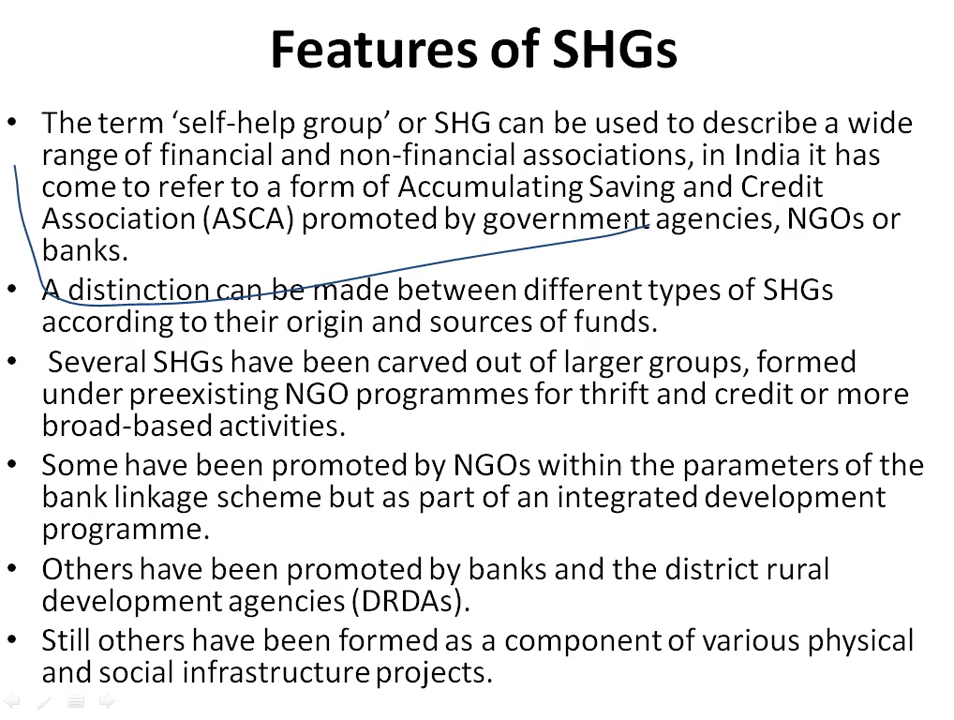 Features of SHGs
• The term ‘self-help group’ or SHG can be used to describe a wide
range of financial and non-financial associations, in India it has
come to refer to a form of Accumulating Saving and Credit
Association (ASCA) promoted by government agencies, NGOs or
banks.
• A distinction can be made between different types of SHGs
according to their origin and sources of funds.
• Several SHGs have been carved out of larger groups, formed
under preexisting NGO programmes for thrift and credit or more
broad-based activities.
• Some have been promoted by NGOs within the parameters of the
bank linkage scheme but as part of an integrated development
programme.
• Others have been promoted by banks and the district rural
development agencies (DRDAs).
• Still others have been formed as a component of various physical
and social infrastructure projects.